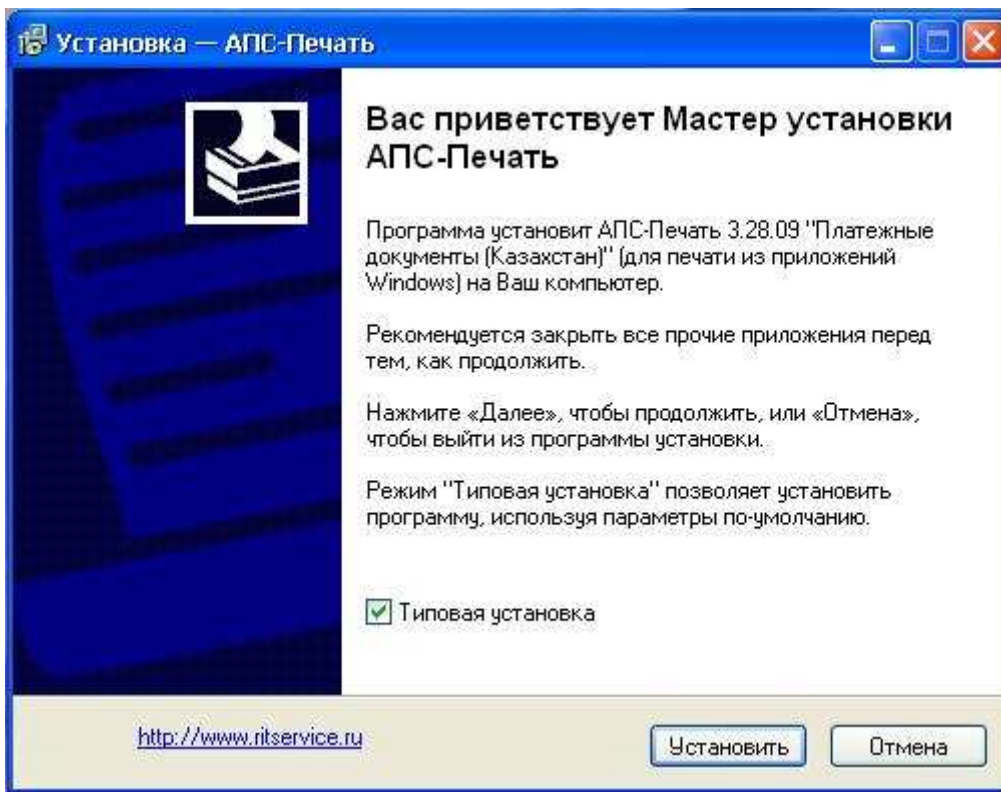 Установка — АПС-Печать
Вас приветствует Мастер установки
АПС-Печать
Программа установит АПС-Печать 3.28.09 "Платежные
документы (Казахстан)" (для печати из приложений
Windows) на Ваш компьютер.
Рекомендуется закрыть все прочие приложения перед
тем, как продолжить.
Нажмите «Далее», чтобы продолжить, или «Отмена»,
чтобы выйти из программы установки.
Режим "Типовая установка" позволяет установить
программу, используя параметры по-умолчанию.
Типовая установка
http://www.ritservice.ru
Установить
Отмена